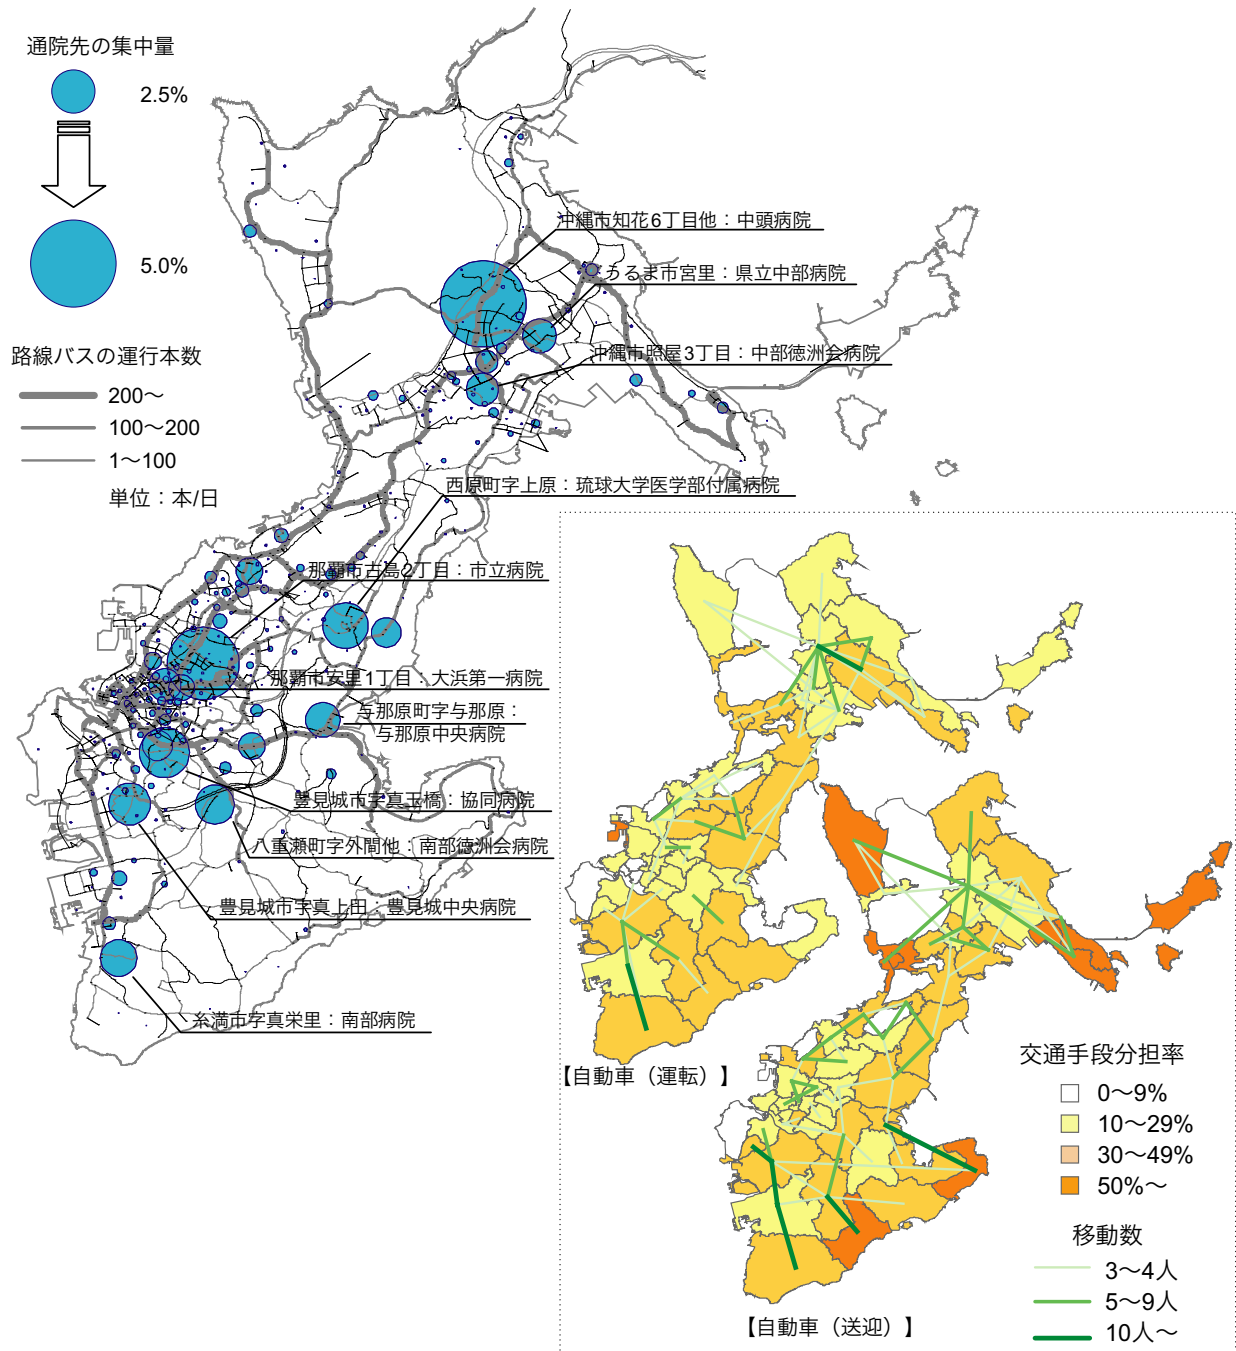 通院先の集中量
2.5%
5.0%
路線バスの運行本数
200～
100～200
1～100
単位：本/日
沖縄市知花6丁目他：中頭病院
うるま市宮里：県立中部病院
沖縄市照屋3丁目：中部徳洲会病院
西原町字上原：琉球大学医学部付属病院
那覇市古島2丁目：市立病院
那覇市安里1丁目：大浜第一病院
与那原町字与那原：
与那原中央病院
豊見城市字真玉橋：協同病院
八重瀬町字外間他：南部徳洲会病院
豊見城市字真上田：豊見城中央病院
糸満市字真栄里：南部病院
【自動車（運転）】
【自動車（送迎）】
交通手段分担率
0～9%
10～29%
30～49%
50%～
移動数
3～4人
5～9人
10人～